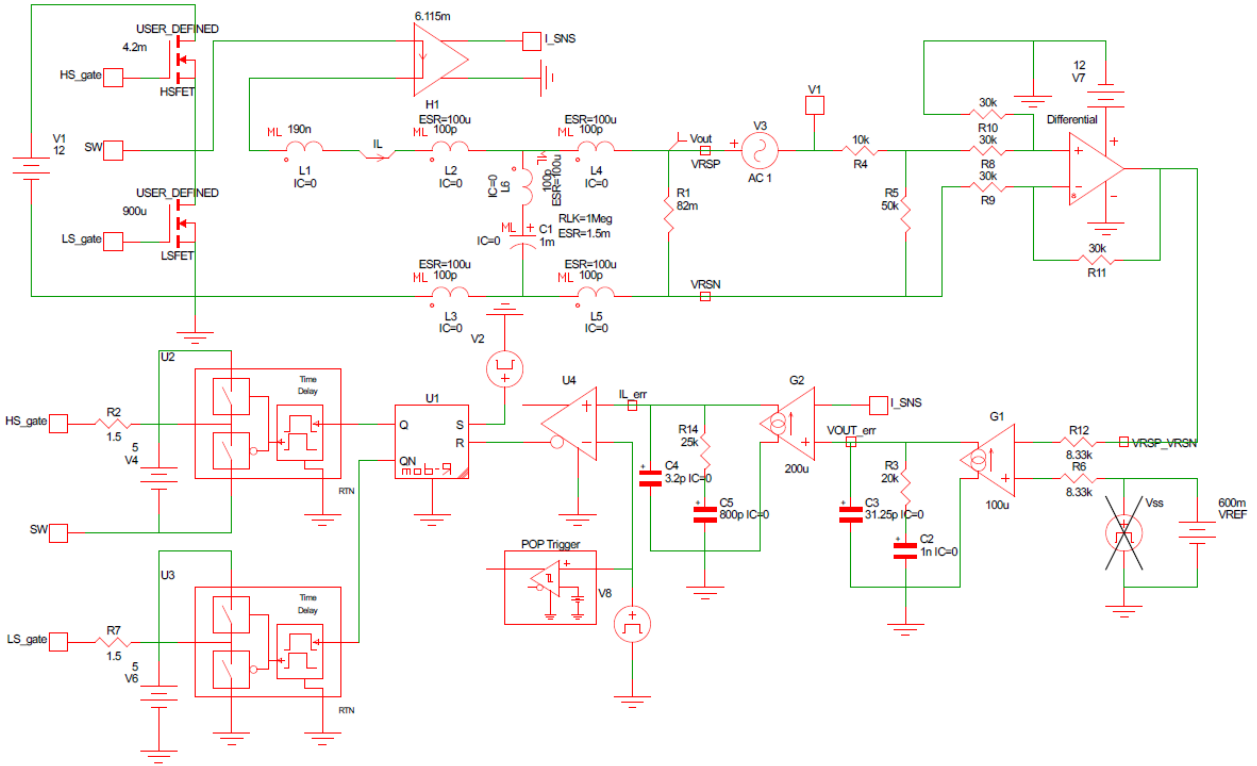 USER_DEFINED
4.2m
HS_gate
HSFET
V1
12
SW
USER_DEFINED
900u
LS_gate
LSFET
6.115m
I_SNS
H1
ML
190n
L1
IC=0
IL
ESR=100u
ML
100p
L2
IC=0
ESR=100u
ML
100p
L4
IC=0
IC=0
L6
100p
ESR=100u
ML
C1
1m
IC=0
RLK=1Meg
ESR=1.5m
ESR=100u
ML
100p
L3
IC=0
ESR=100u
ML
100p
L5
IC=0
R1
82m
Vout
VRSP
VRSN
V3
AC 1
V1
10k
R4
R5
50k
30k
R10
30k
R8
30k
R9
30k
R11
12
V7
Differential
U2
Time
Delay
HS_gate
R2
1.5
5
V4
SW
RTN
U3
Time
Delay
LS_gate
R7
1.5
5
V6
RTN
U1
Q
QN
S
R
V2
U4
IL_err
POP Trigger
V8
R14
25k
C4
3.2p IC=0
C5
800p IC=0
G2
200u
I_SNS
VOUT_err
R3
20k
C3
31.25p IC=0
C2
1n IC=0
G1
100u
R12
8.33k
R6
8.33k
VRSP_VRSN
Vss
600m
VREF